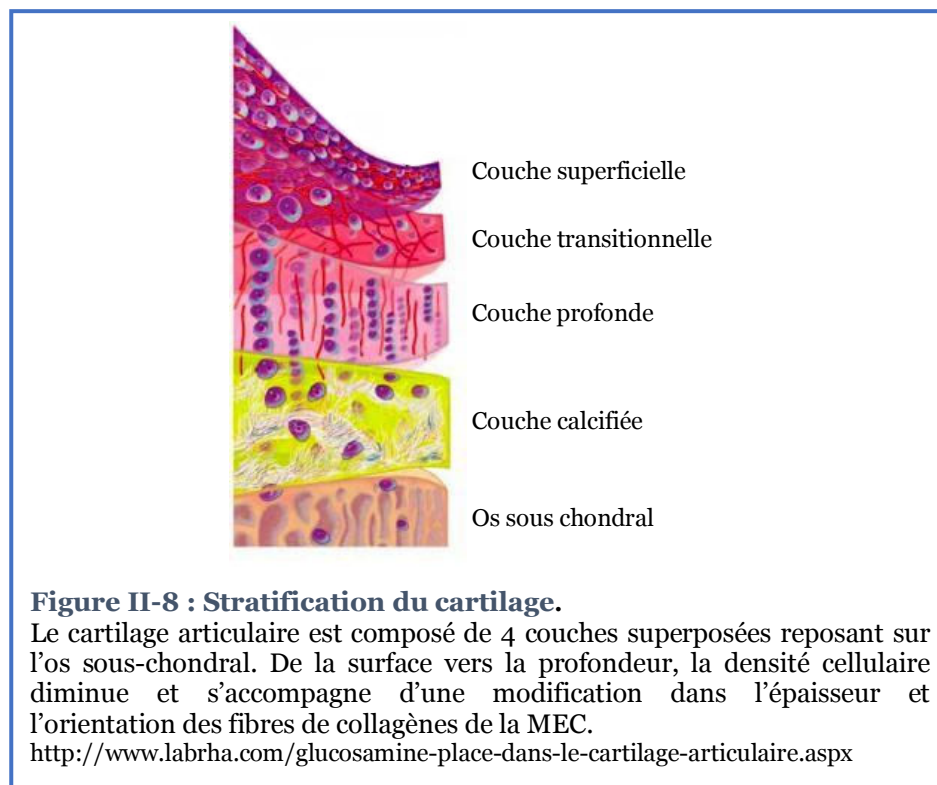 Couche superficielle
Couche transitionnelle
Couche profonde
Couche calcifiée
Os sous chondral
Figure II-8 : Stratification du cartilage.
Le cartilage articulaire est composé de 4 couches superposées reposant sur
l’os sous-chondral. De la surface vers la profondeur, la densité cellulaire
diminue et s’accompagne d’une modification dans l’épaisseur et
l’orientation des fibres de collagènes de la MEC.
http://www.labrha.com/glucosamine-place-dans-le-cartilage-articulaire.aspx